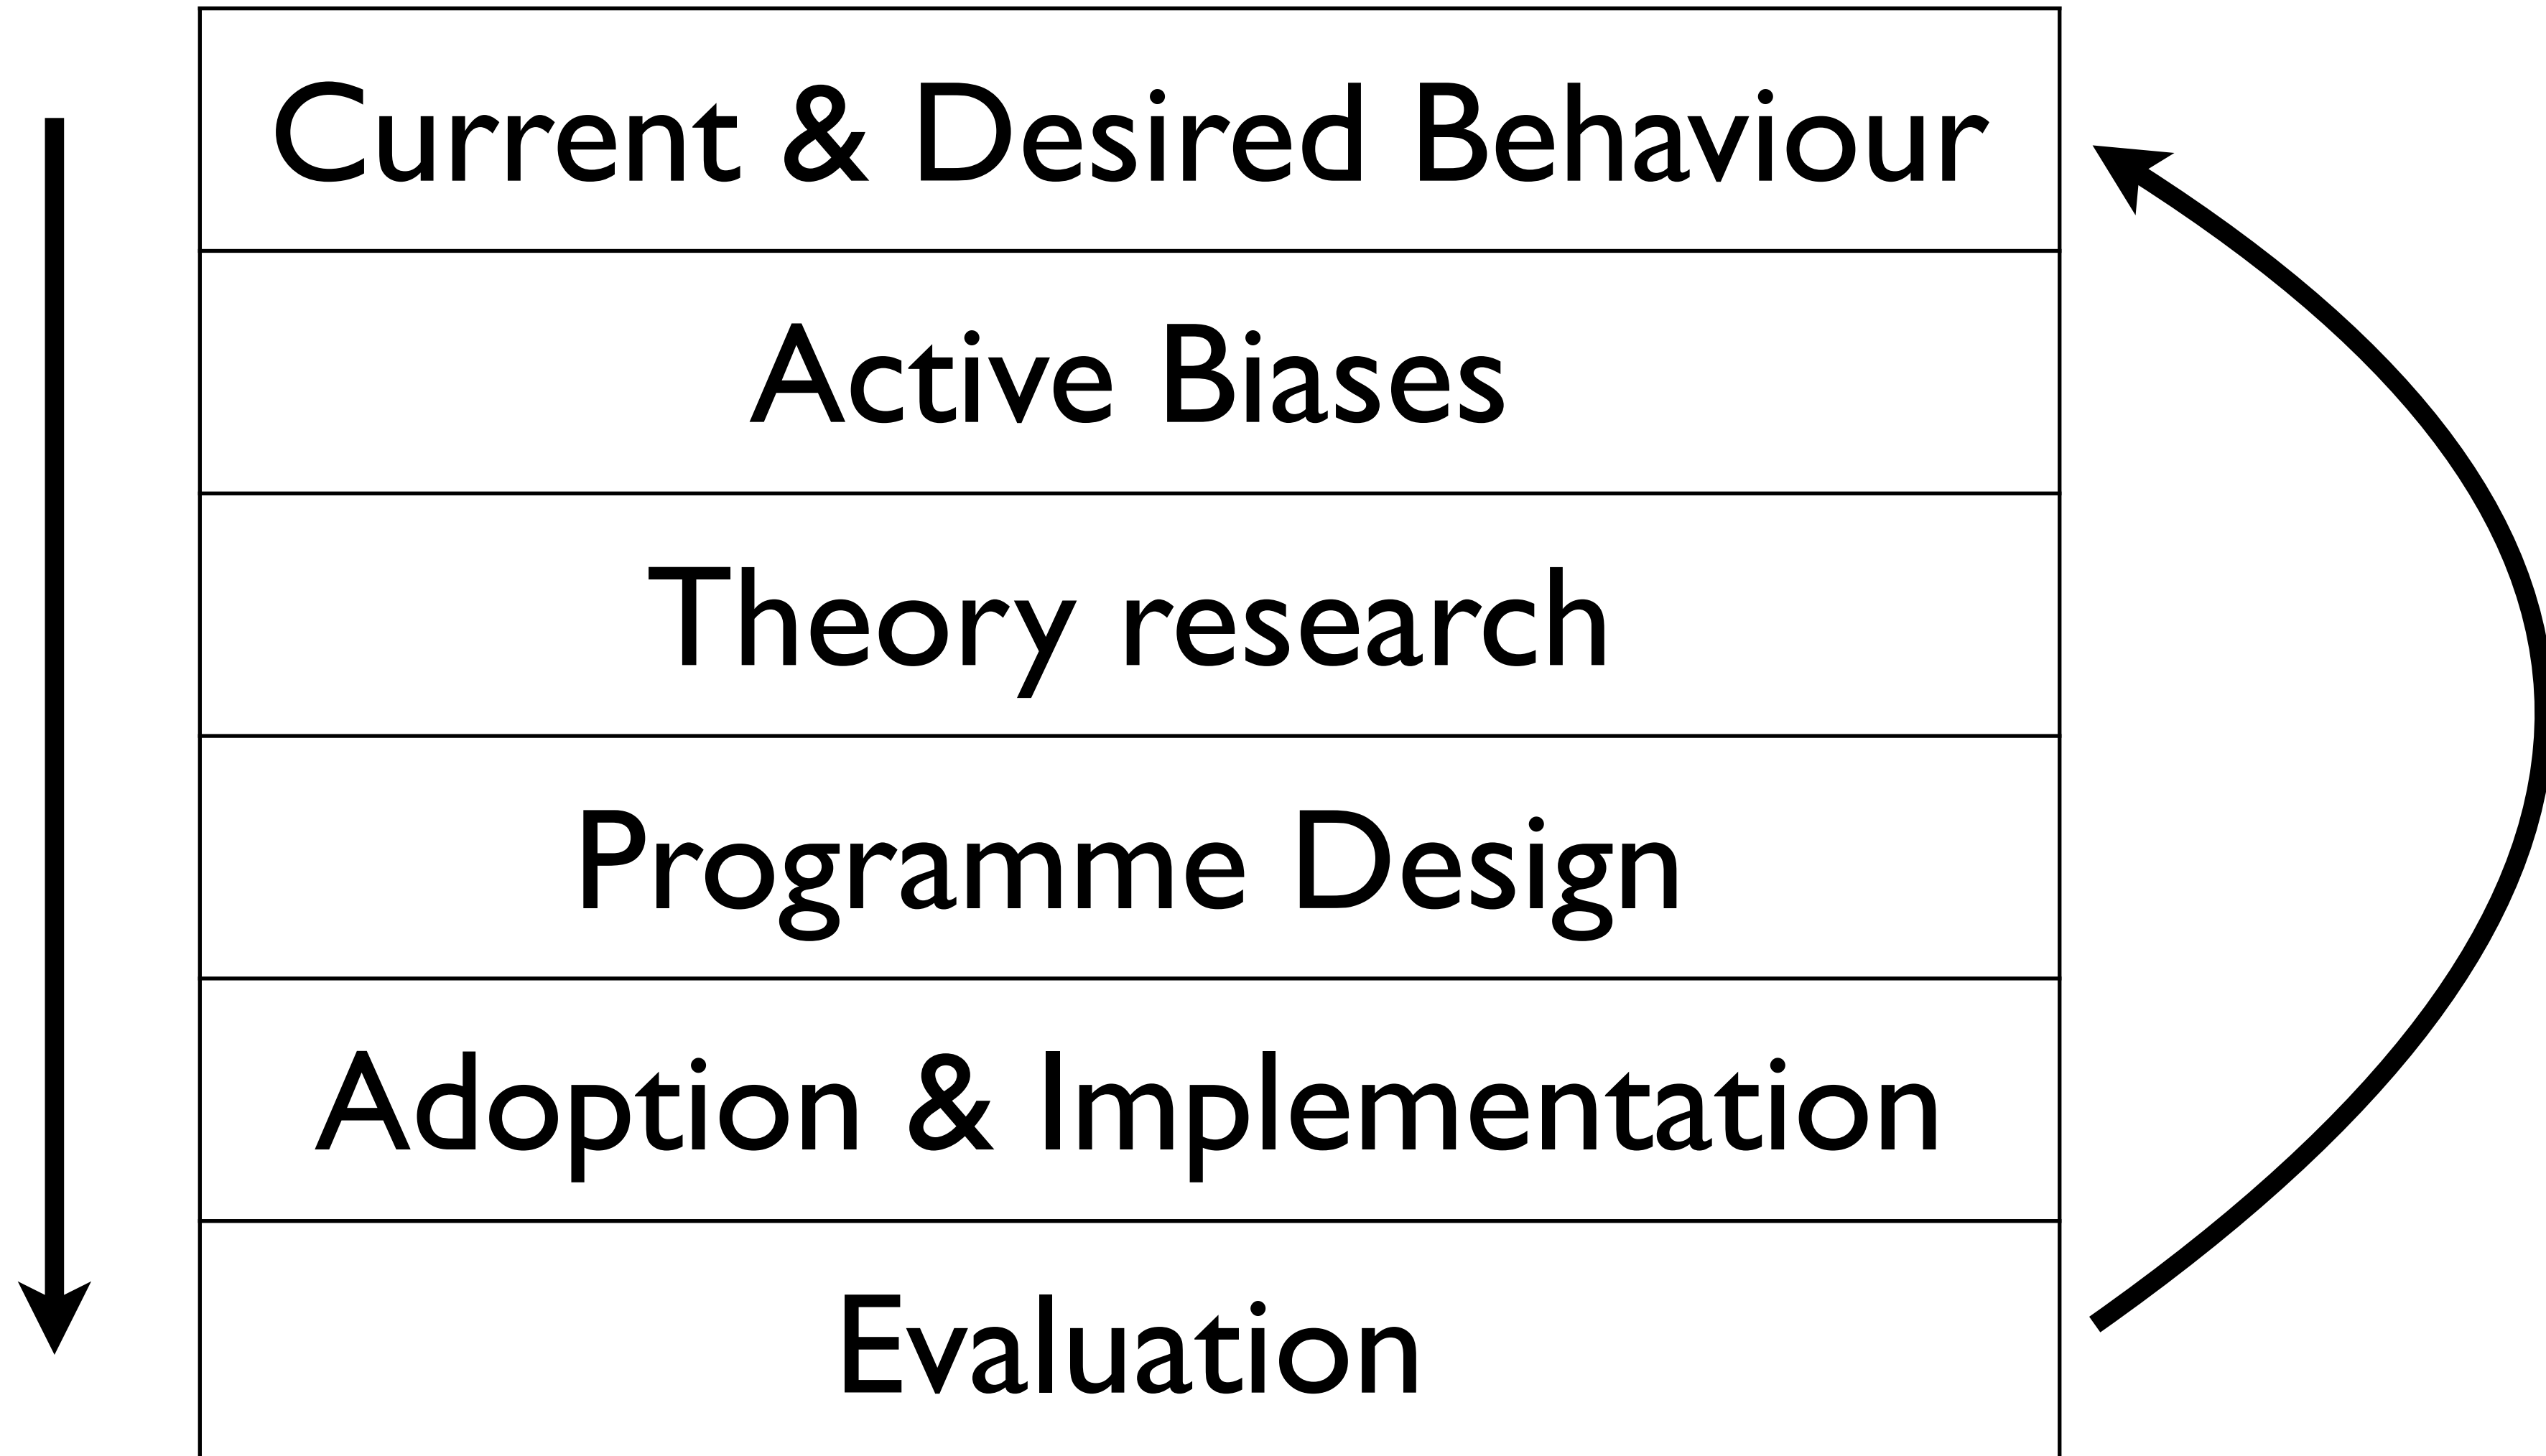 Current & Desired Behaviour
Active Biases
Theory research
Programme Design
Adoption & Implementation
Evaluation